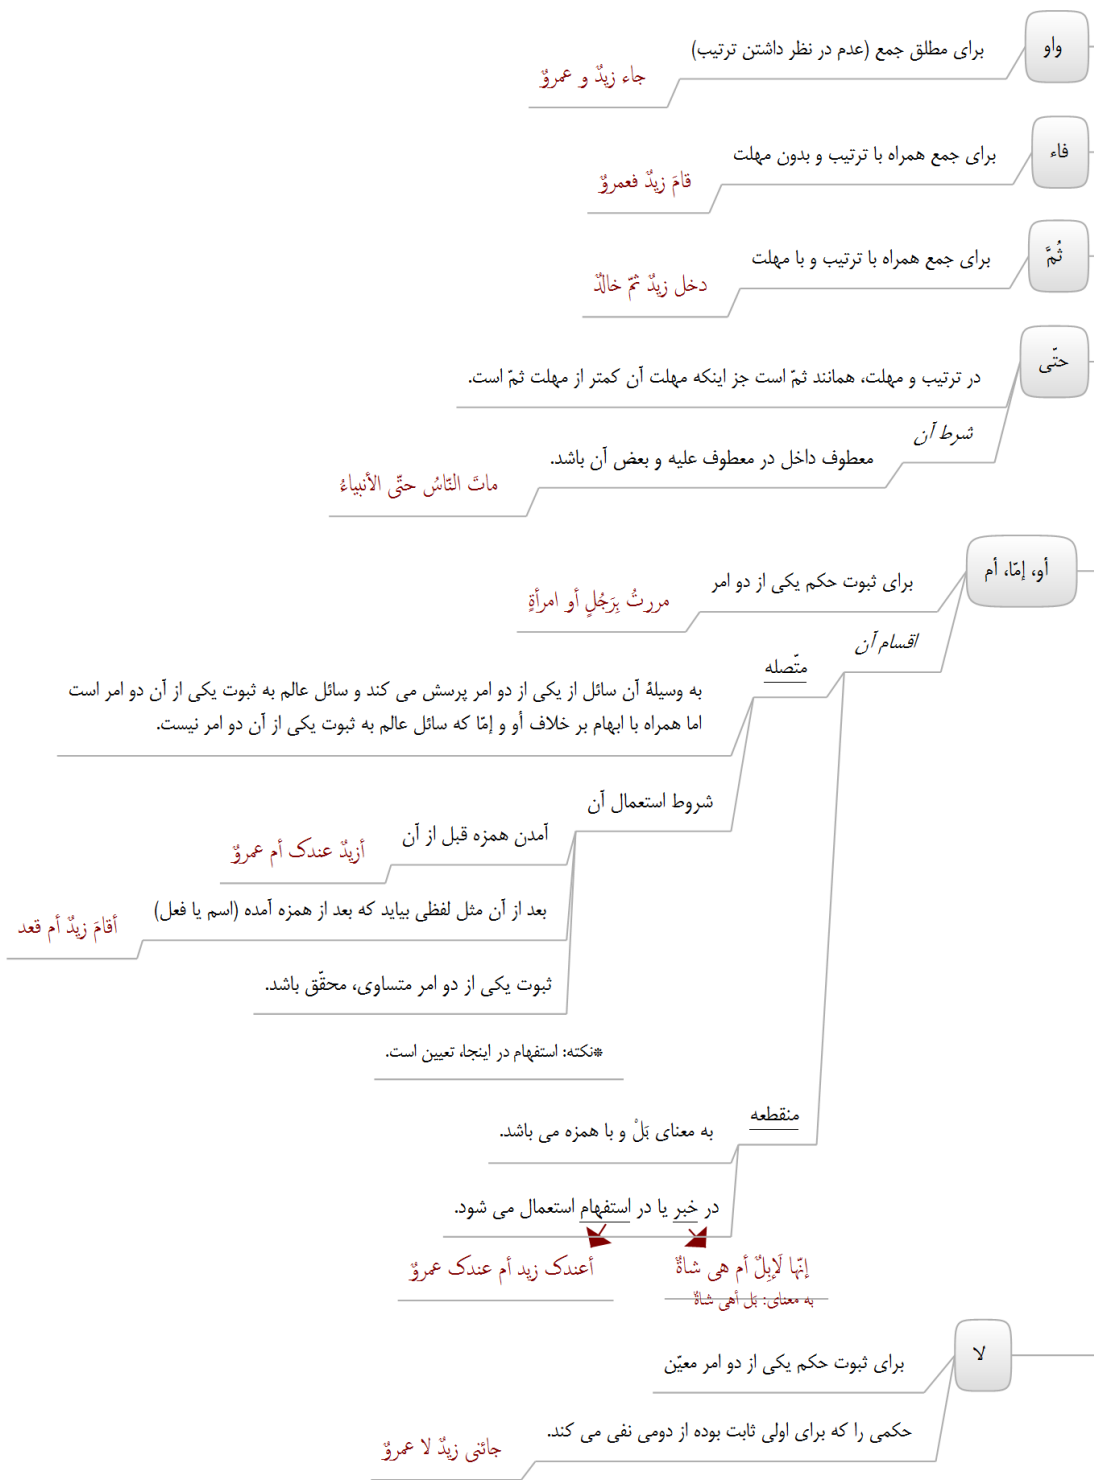 واو
برای مطلق جمع (عدم در نظر داشتن ترتیب)
جاء زیدٌ و عمروٌ
فاء
برای جمع همراه با ترتیب و بدون مهلت
قامَ زیدٌ فعمروٌ
ثُمَّ
برای جمع همراه با ترتیب و با مهلت
دخل زیدٌ ثمّ خالدٌ
حتّی
در ترتیب و مهلت، همانند ثمّ است جز اینکه مهلت آن کمتر از مهلت ثمّ است.
شرط آن
معطوف داخل در معطوف علیه و بعض آن باشد.
ماتَ النّاسُ حتّی الأنبیاءُ
أو، إمّا، أم
برای ثبوت حکم یکی از دو امر
مررتُ بِرَجُلٍ أو امرأةٍ
اقسام آن
متّصله
به وسیلۀ آن سائل از یکی از دو امر پرسش می کند و سائل عالم به ثبوت یکی از آن دو امر است
اما همراه با ابهام بر خلاف أو و إمّا که سائل عالم به ثبوت یکی از آن دو امر نیست.
شروط استعمال آن
آمدن همزه قبل از آن
أزیدٌ عندک أم عمروٌ
بعد از آن مثل لفظی بیاید که بعد از همزه آمده (اسم یا فعل)
أقامَ زیدٌ أم قعد
ثبوت یکی از دو امر متساوی، محقّق باشد.
*نکته: استفهام در اینجا، تعیین است.
منقطعه
به معنای بَلْ و با همزه می باشد.
در خبر یا در استفهام استعمال می شود.
إنّها لَإبِلٌ أم هی شاةٌ
به معنای: بَل أهی شاةٌ
أعندک زید أم عندک عمروٌ
لا
برای ثبوت حکم یکی از دو امر معیّن
حکمی را که برای اولی ثابت بوده از دومی نفی می کند.
جائنی زیدٌ لا عمروٌ